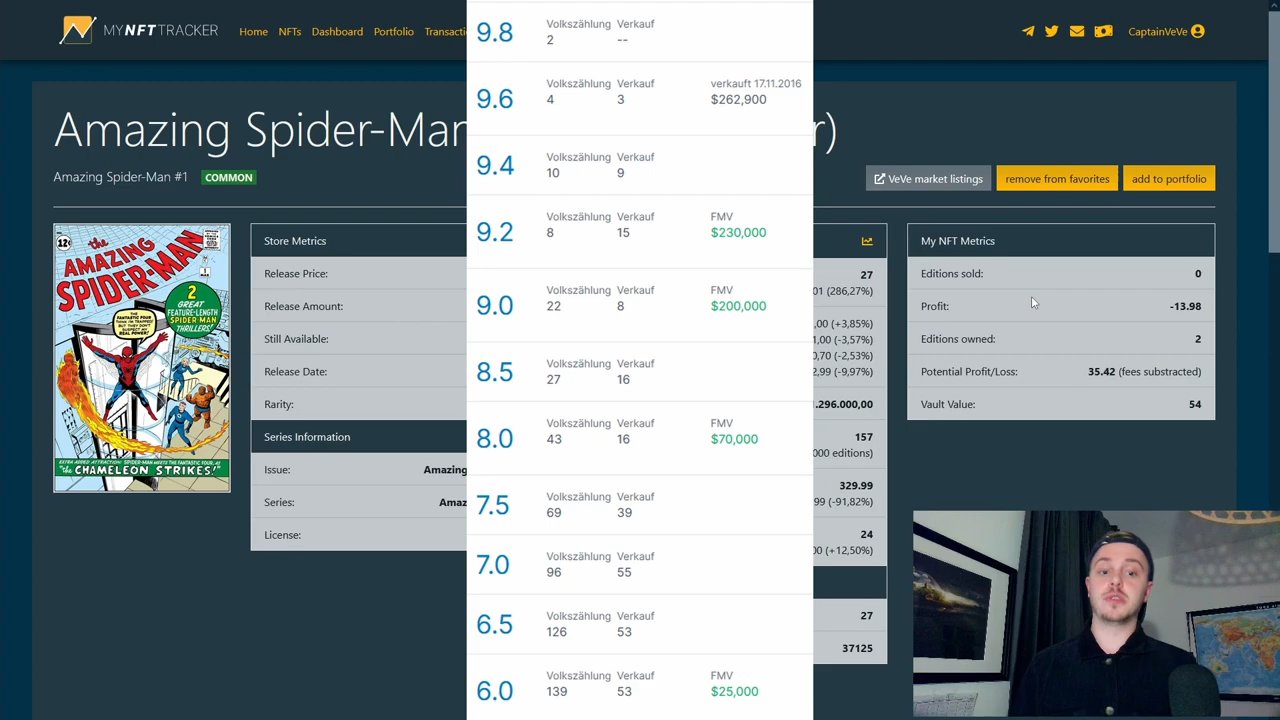 MYNFTTRACKER
Home NFTs Dashboard Portfolio Transacti
CaptainVeVe
Amazing Spider-Mar
r)
Amazing Spider-Man #1 COMMON
VeVe market listings
remove from favorites
add to portfolio
12¢
the AMAZING SPIDER-MAN
2 GREAT FEATURE-LENGTH SPIDER-MAN THRILLERS!
"the CHAMELEON STRIKES!"
Store Metrics
Release Price:
Release Amount:
Still Available:
Release Date:
Rarity:
Series Information
Issue: Amazing
Series: Amaz
License:
9.8 Volkszählung 2 Verkauf --
9.6 Volkszählung 4 Verkauf 3 verkauft 17.11.2016 $262,900
9.4 Volkszählung 10 Verkauf 9
9.2 Volkszählung 8 Verkauf 15 FMV $230,000
9.0 Volkszählung 22 Verkauf 8 FMV $200,000
8.5 Volkszählung 27 Verkauf 16
8.0 Volkszählung 43 Verkauf 16 FMV $70,000
7.5 Volkszählung 69 Verkauf 39
7.0 Volkszählung 96 Verkauf 55
6.5 Volkszählung 126 Verkauf 53
6.0 Volkszählung 139 Verkauf 53 FMV $25,000
27
01 (286,27%)
,00 (+3,85%)
1,00 (-3,57%)
0,70 (-2,53%)
2,99 (-9,97%)
.296.000,00
157
000 editions)
329.99
99 (-91,82%)
24
00 (+12,50%)
27
37125
My NFT Metrics
Editions sold: 0
Profit: -13.98
Editions owned: 2
Potential Profit/Loss: 35.42 (fees substracted)
Vault Value: 54